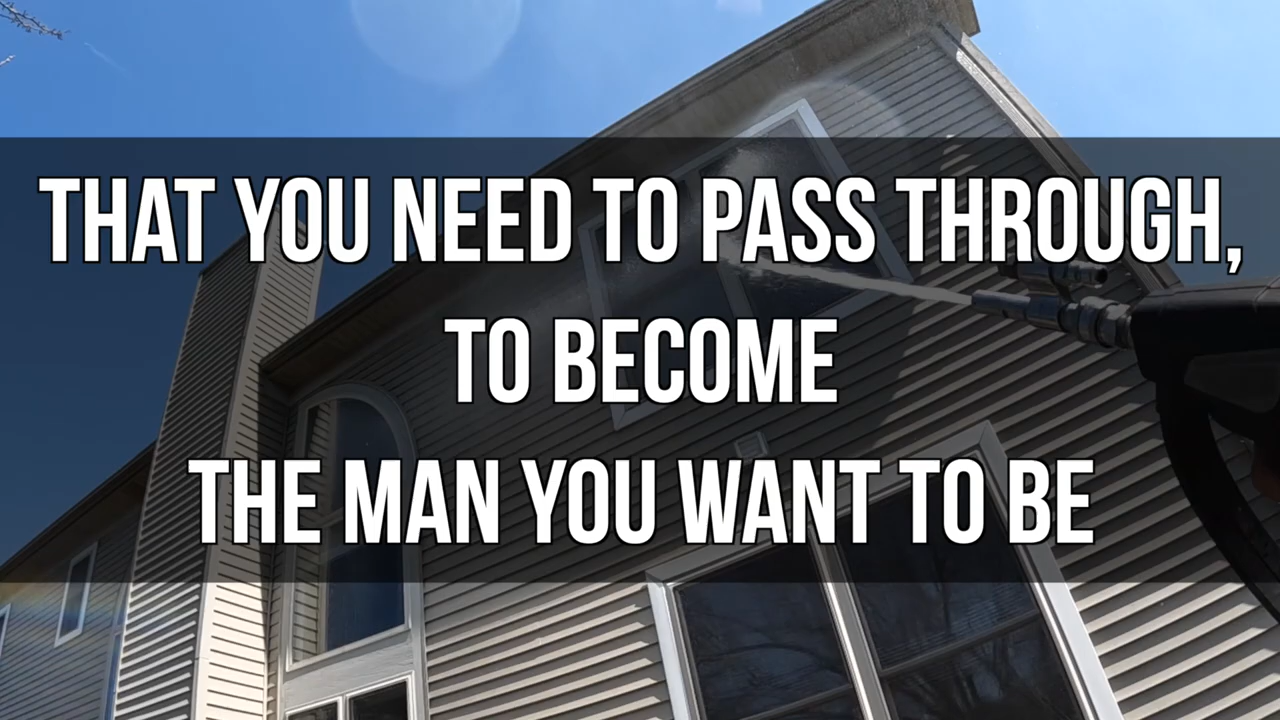 THAT YOU NEED TO PASS THROUGH,
TO BECOME
THE MAN YOU WANT TO BE